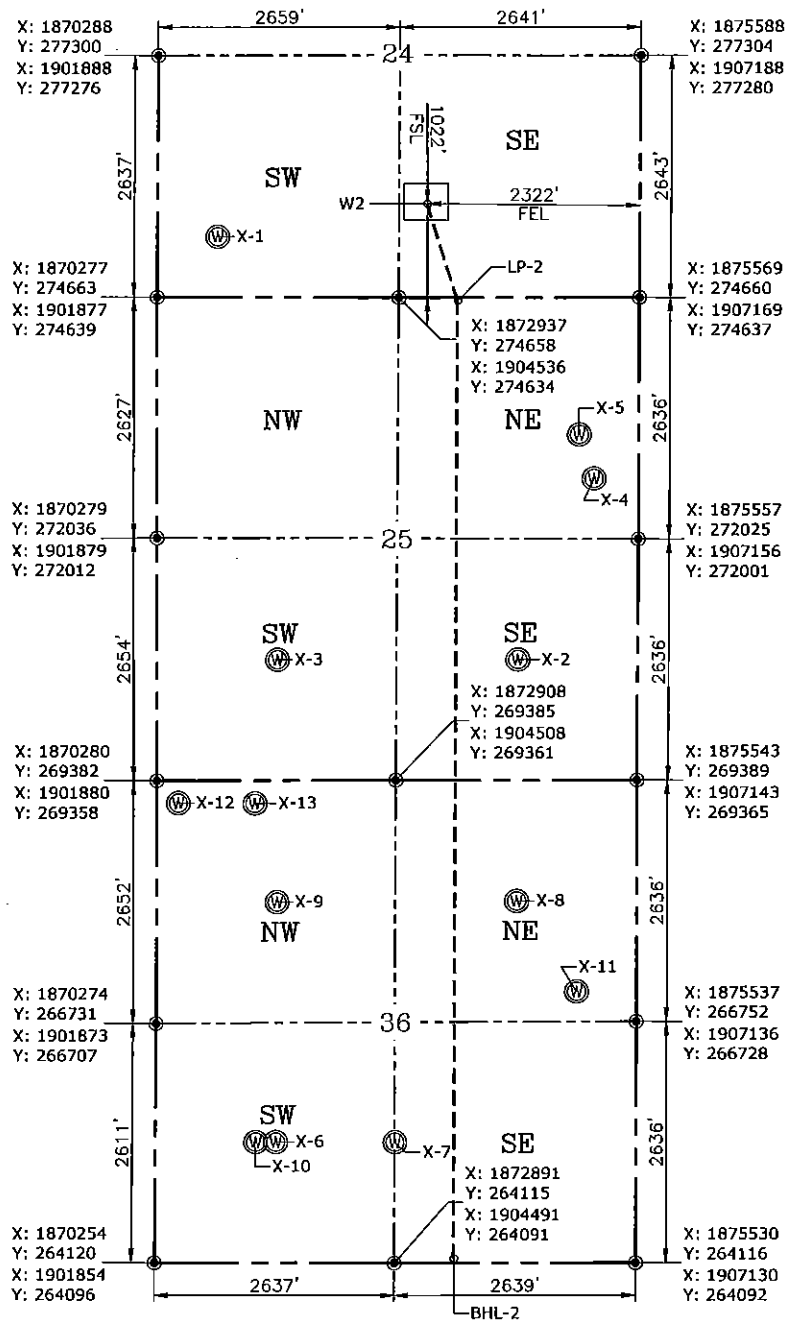 2659' 2641'
X: 1870288
Y: 277300
X: 1901888
Y: 277276
24
X: 1875588
Y: 277304
X: 1907188
Y: 277280
1022'
FSL
SE
SW
2637'
2643'
W2
2322'
FEL
X-1
LP-2
X: 1870277
Y: 274663
X: 1901877
Y: 274639
X: 1875569
Y: 274660
X: 1907169
Y: 274637
X: 1872937
Y: 274658
X: 1904536
Y: 274634
2627'
NW
NE
2636'
W X-5
W X-4
X: 1870279
Y: 272036
X: 1901879
Y: 272012
25
X: 1875557
Y: 272025
X: 1907156
Y: 272001
2654'
SW
W X-3
SE
W X-2
2636'
X: 1872908
Y: 269385
X: 1904508
Y: 269361
X: 1870280
Y: 269382
X: 1901880
Y: 269358
X: 1875543
Y: 269389
X: 1907143
Y: 269365
W X-12 W X-13
2652'
W X-9
NW
W X-8
NE
2636'
X-11
W
X: 1870274
Y: 266731
X: 1901873
Y: 266707
36
X: 1875537
Y: 266752
X: 1907136
Y: 266728
2611'
SW
W W X-6
X-10
W X-7
SE
2636'
X: 1872891
Y: 264115
X: 1904491
Y: 264091
X: 1870254
Y: 264120
X: 1901854
Y: 264096
X: 1875530
Y: 264116
X: 1907130
Y: 264092
2637' 2639'
BHL-2